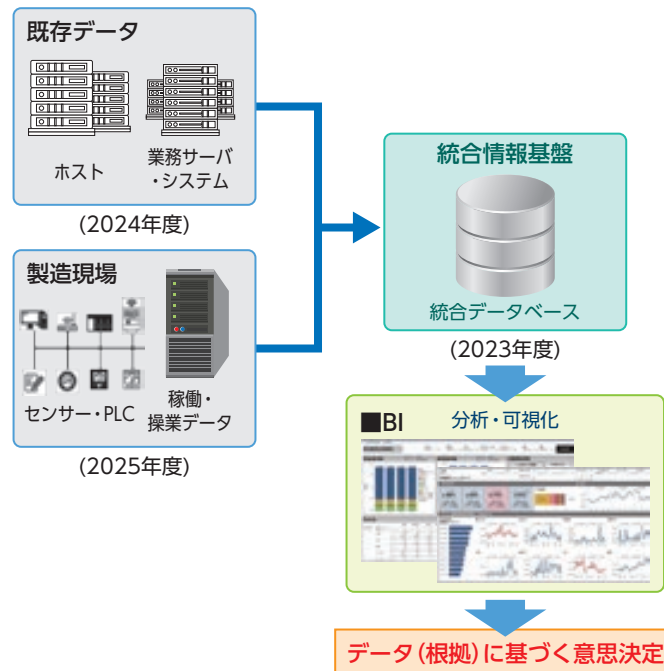 既存データ
ホスト
業務サーバ
・システム
(2024年度)
製造現場
センサー・PLC
稼働・
操業データ
(2025年度)
統合情報基盤
統合データベース
(2023年度)
■BI 分析・可視化
データ(根拠)に基づく意思決定